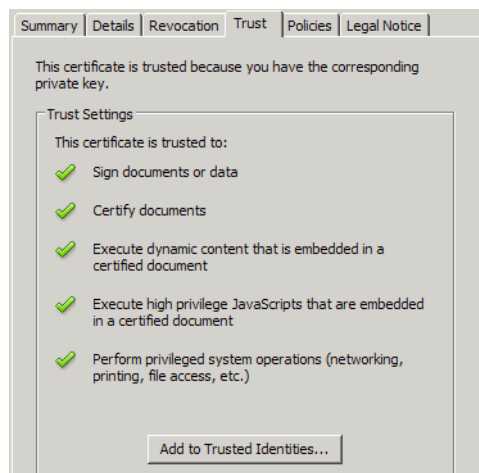 Summary Details Revocation Trust Policies Legal Notice
This certificate is trusted because you have the corresponding
private key.
Trust Settings
This certificate is trusted to:
Sign documents or data
Certify documents
Execute dynamic content that is embedded in a
certified document
Execute high privilege JavaScripts that are embedded
in a certified document
Perform privileged system operations (networking,
printing, file access, etc.)
Add to Trusted Identities...